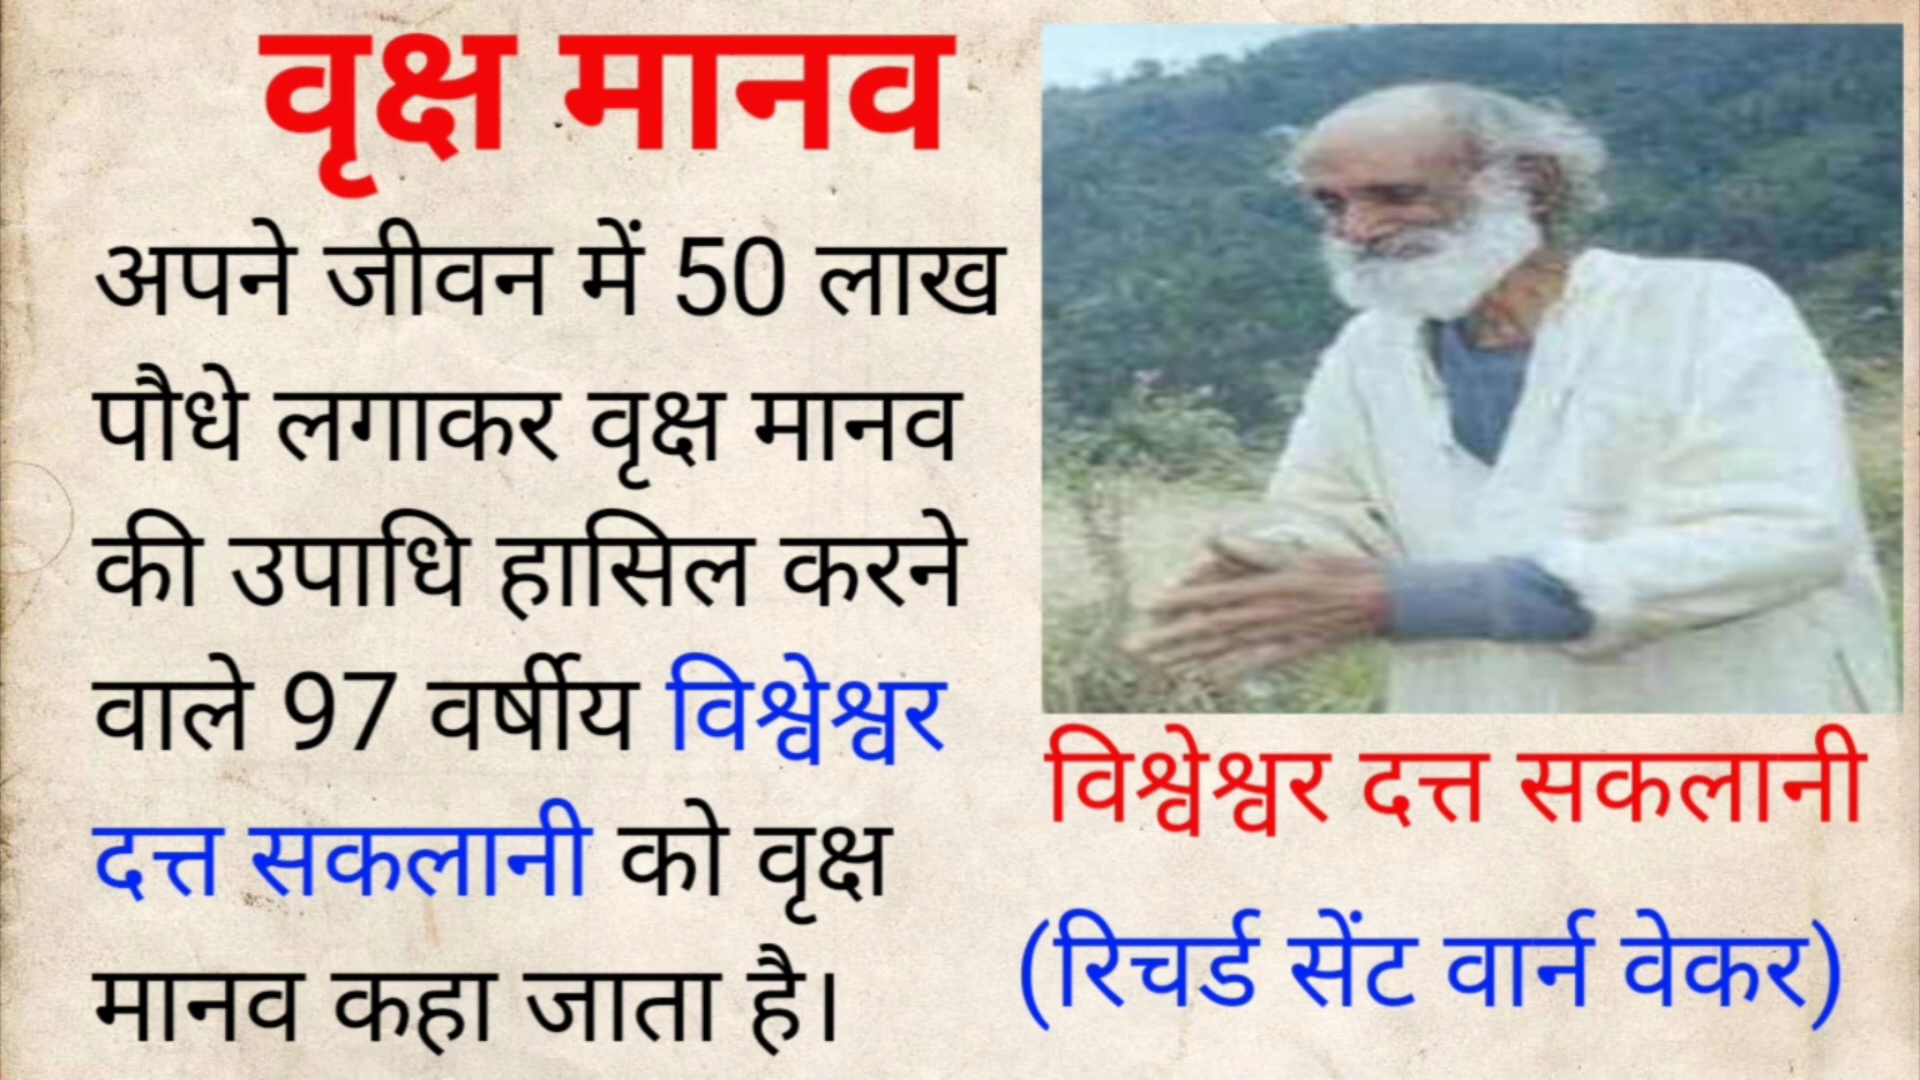 वृक्ष मानव
अपने जीवन में 50 लाख
पौधे लगाकर वृक्ष मानव
की उपाधि हासिल करने
वाले 97 वर्षीय विश्वेश्वर
दत्त सकलानी को वृक्ष
मानव कहा जाता है।
विश्वेश्वर दत्त सकलानी
(रिचर्ड सेंट वार्न वेकर)